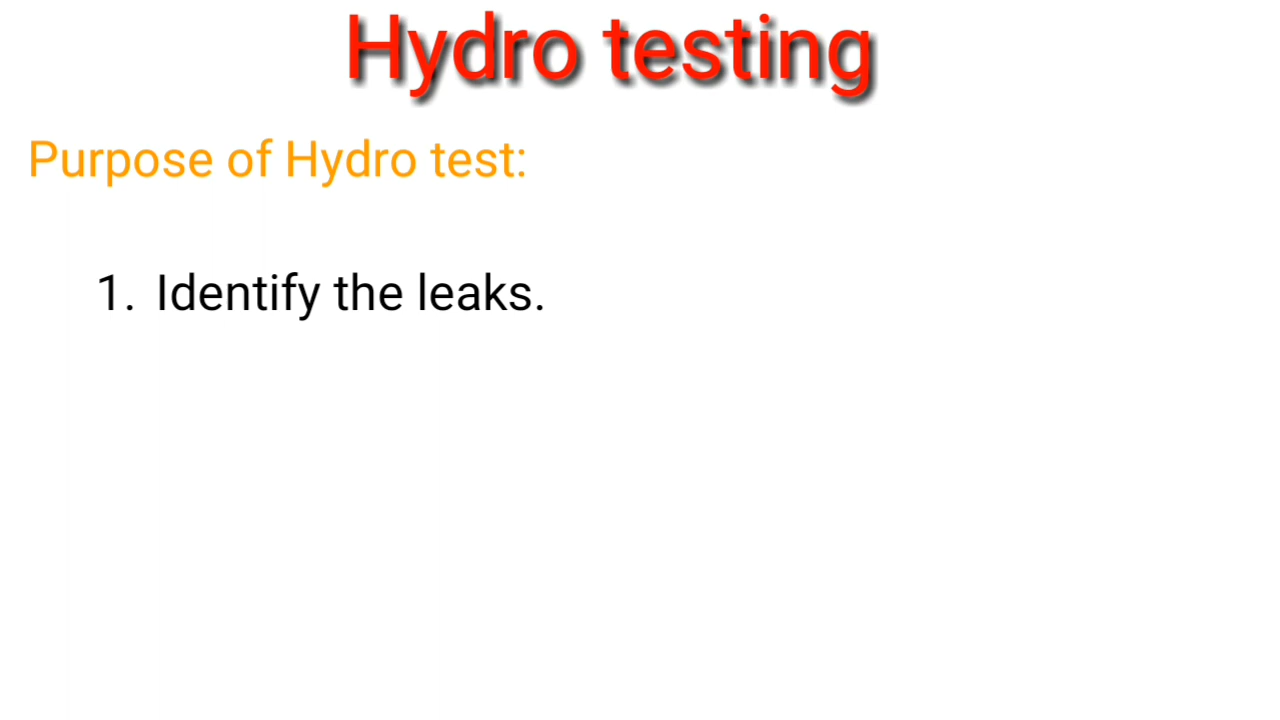 Hydro testing
Purpose of Hydro test:
1. Identify the leaks.